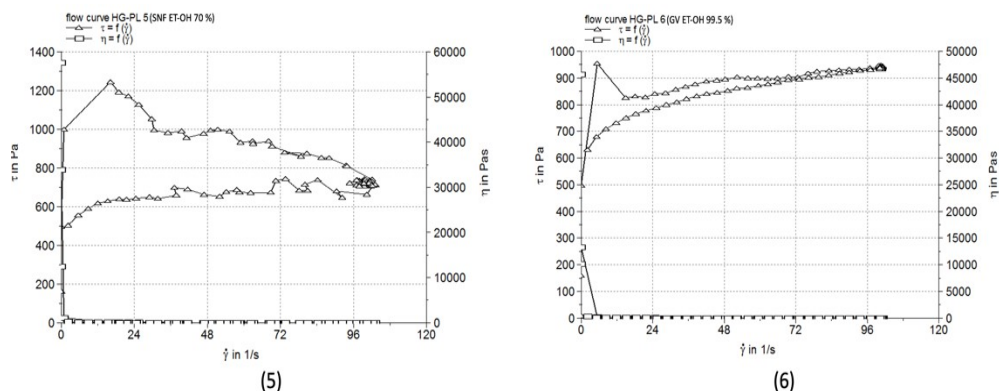 flow curve HG-PL 5(SNF ET-OH 70 %)
τ = f (γ̇)
η = f (γ̇)
1400
1200
1000
800
600
400
200
0
τ in Pa
60000
50000
40000
30000
20000
10000
0
η in Pas
0 24 48 72 96 120
γ̇ in 1/s
(5)
flow curve HG-PL 6(GV ET-OH 99.5 %)
τ = f (γ̇)
η = f (γ̇)
1000
900
800
700
600
500
400
300
200
100
0
τ in Pa
50000
45000
40000
35000
30000
25000
20000
15000
10000
5000
0
η in Pas
0 24 48 72 96 120
γ̇ in 1/s
(6)